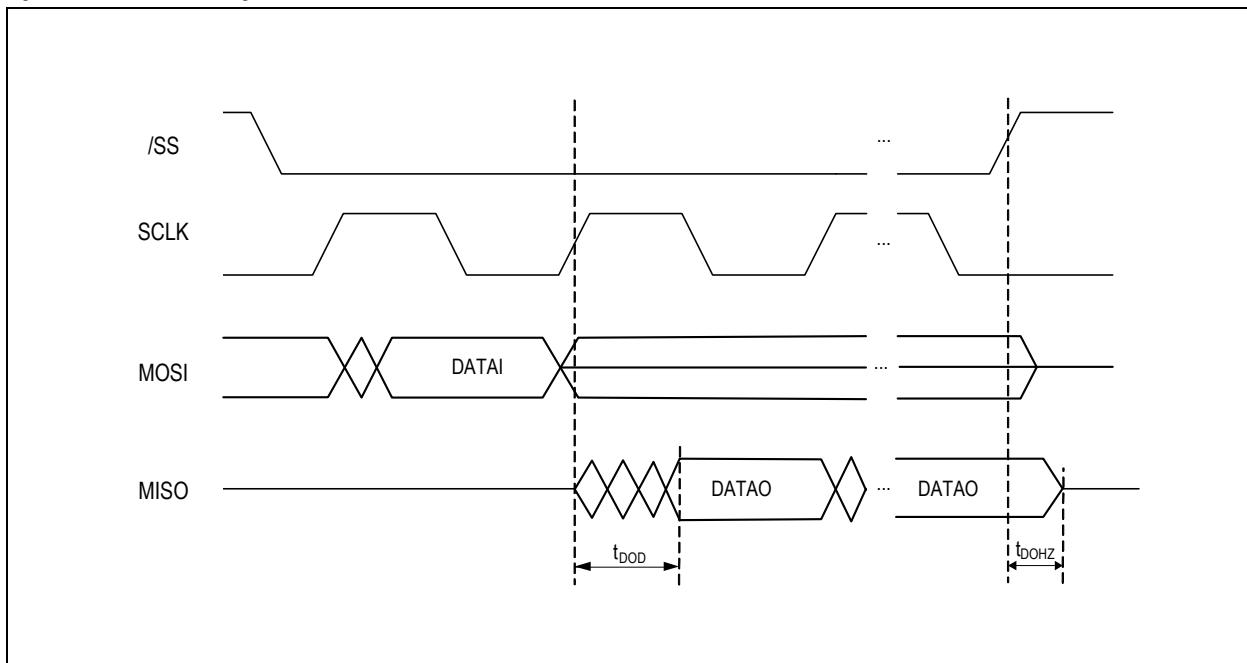 /SS
...
SCLK
...
MOSI
DATAI
...
MISO
DATAO
...
DATAO
tDOD
tDOHZ